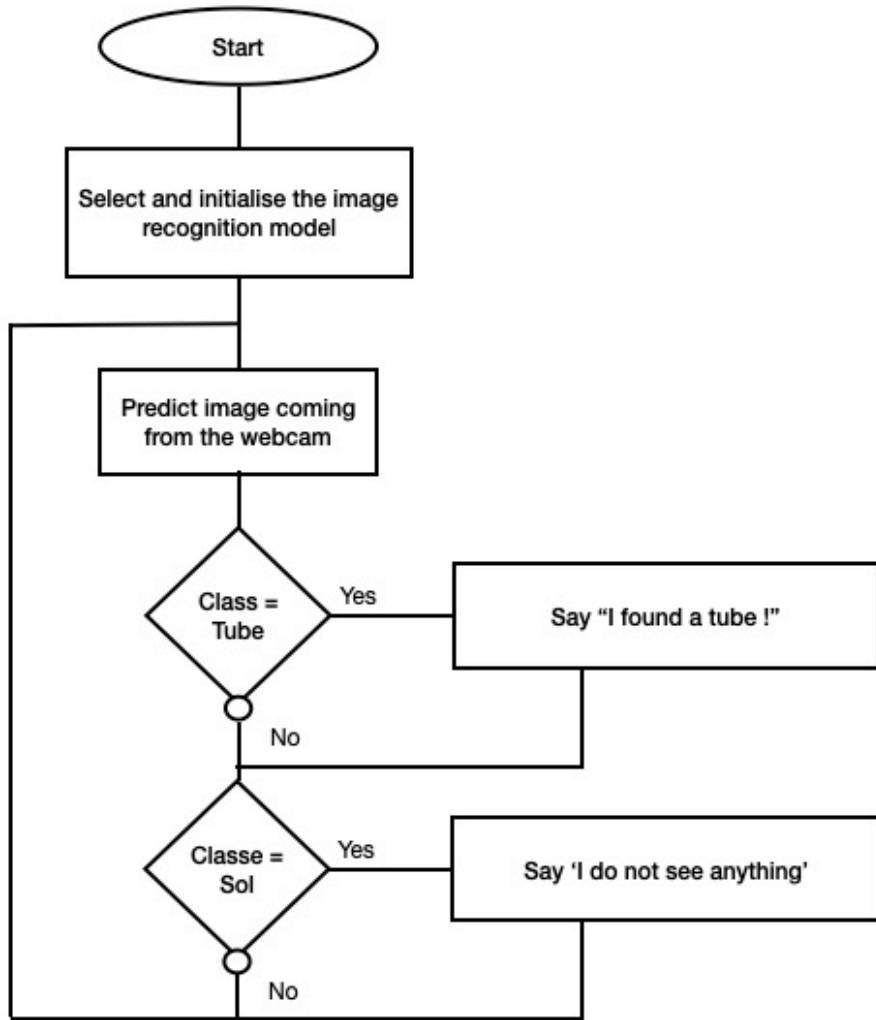 Start
Select and initialise the image
recognition model
Predict image coming
from the webcam
Class =
Tube
Yes
Say “I found a tube !”
No
Classe =
Sol
Yes
Say ‘I do not see anything’
No